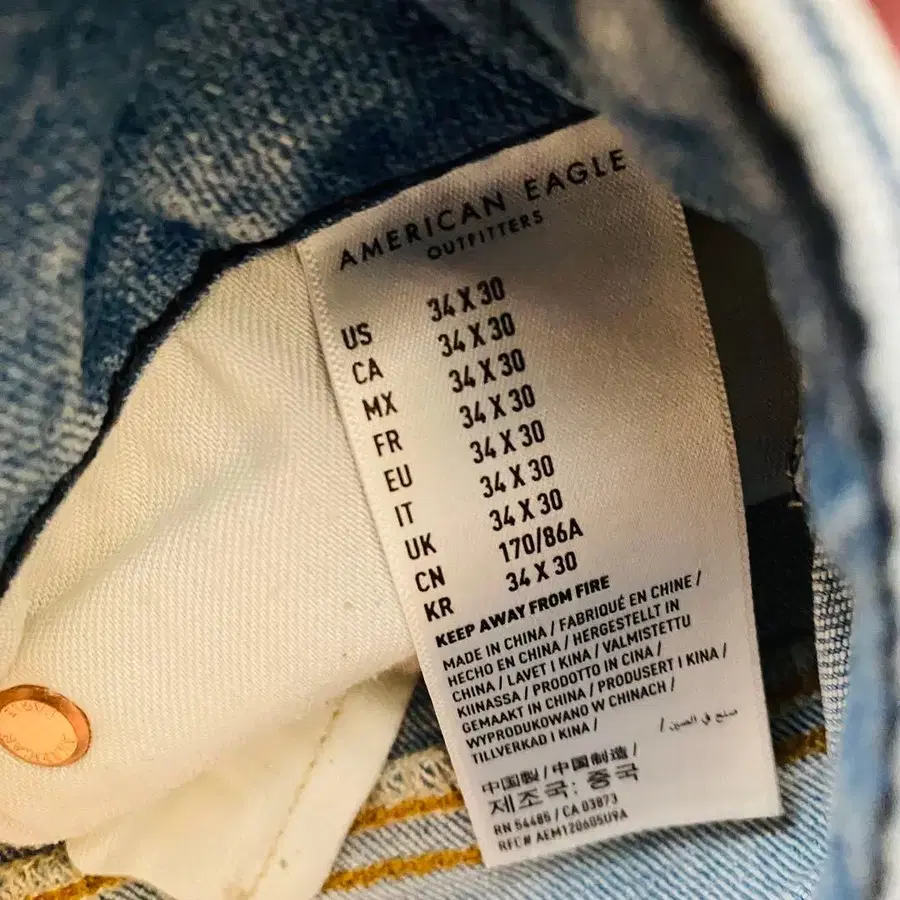 AMERICAN EAGLE
OUTFITTERS
US 34 X 30
CA 34 X 30
MX 34 X 30
FR 34 X 30
EU 34 X 30
IT 34 X 30
UK 34 X 30
CN 170/86A
KR 34 X 30
KEEP AWAY FROM FIRE
MADE IN CHINA / FABRIQUÉ EN CHINE /
HECHO EN CHINA / HERGESTELLT IN
CHINA / LAVET I KINA / VALMISTETTU
KIINASSA / PRODOTTO IN CINA /
GEMAAKT IN CHINA / PRODUSERT I KINA /
WYPRODUKOWANO W CHINACH /
TILLVERKAD I KINA / صنع في الصين /
中国製 / 中国制造 /
제조국: 중국
RN 54485 / CA 03873
RFC# AEM120605U9A